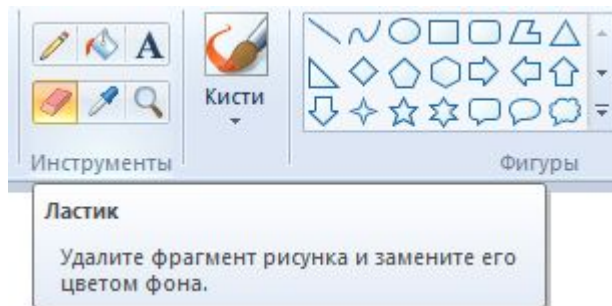 A
Кисти
Инструменты
Фигуры
Ластик
Удалите фрагмент рисунка и замените его
цветом фона.